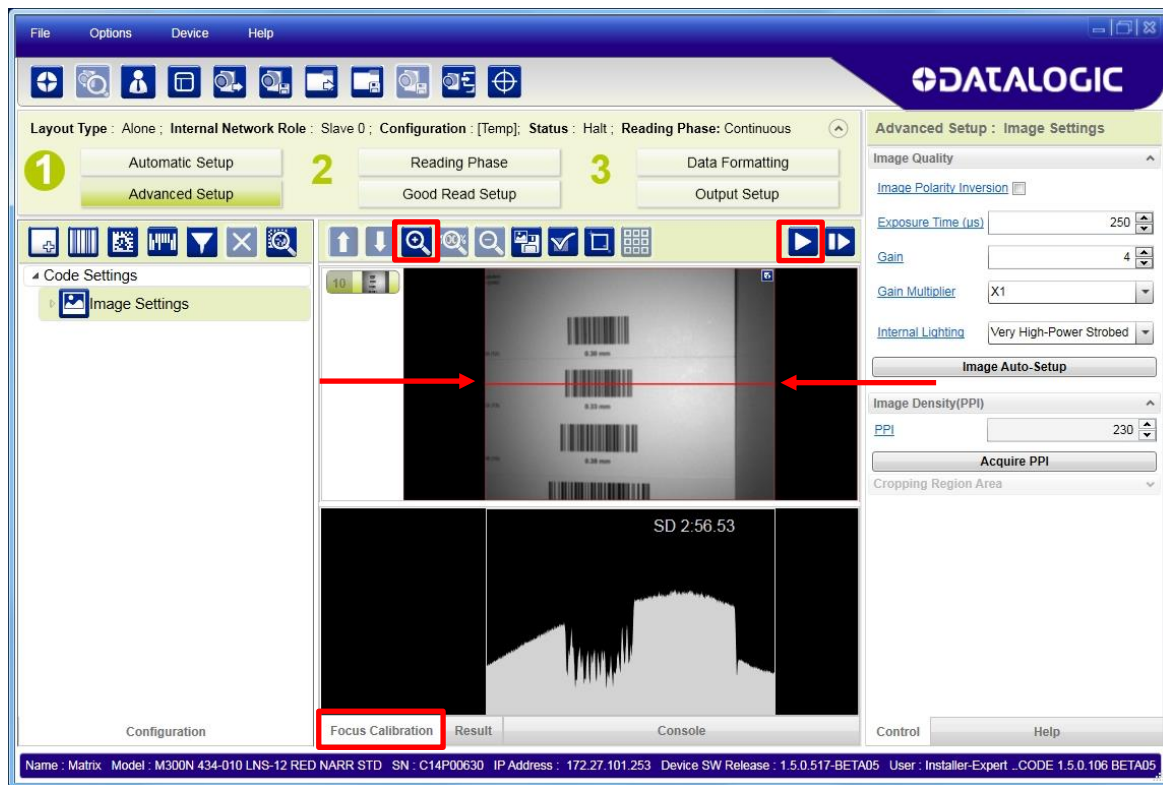 File Options Device Help
DATALOGIC
Layout Type : Alone ; Internal Network Role : Slave 0 ; Configuration : [Temp]; Status : Halt ; Reading Phase: Continuous
1 Automatic Setup 2 Reading Phase 3 Data Formatting
Advanced Setup Good Read Setup Output Setup
Code Settings
Image Settings
10
0.38 mm
0.33 mm
0.38 mm
SD 2:56.53
Configuration
Focus Calibration Result Console
Advanced Setup : Image Settings
Image Quality
Image Polarity Inversion
Exposure Time (µs) 250
Gain 4
Gain Multiplier X1
Internal Lighting Very High-Power Strobed
Image Auto-Setup
Image Density(PPI)
PPI 230
Acquire PPI
Cropping Region Area
Control Help
Name : Matrix Model : M300N 434-010 LNS-12 RED NARR STD SN : C14P00630 IP Address : 172.27.101.253 Device SW Release : 1.5.0.517-BETA05 User : Installer-Expert _CODE 1.5.0.106 BETA05